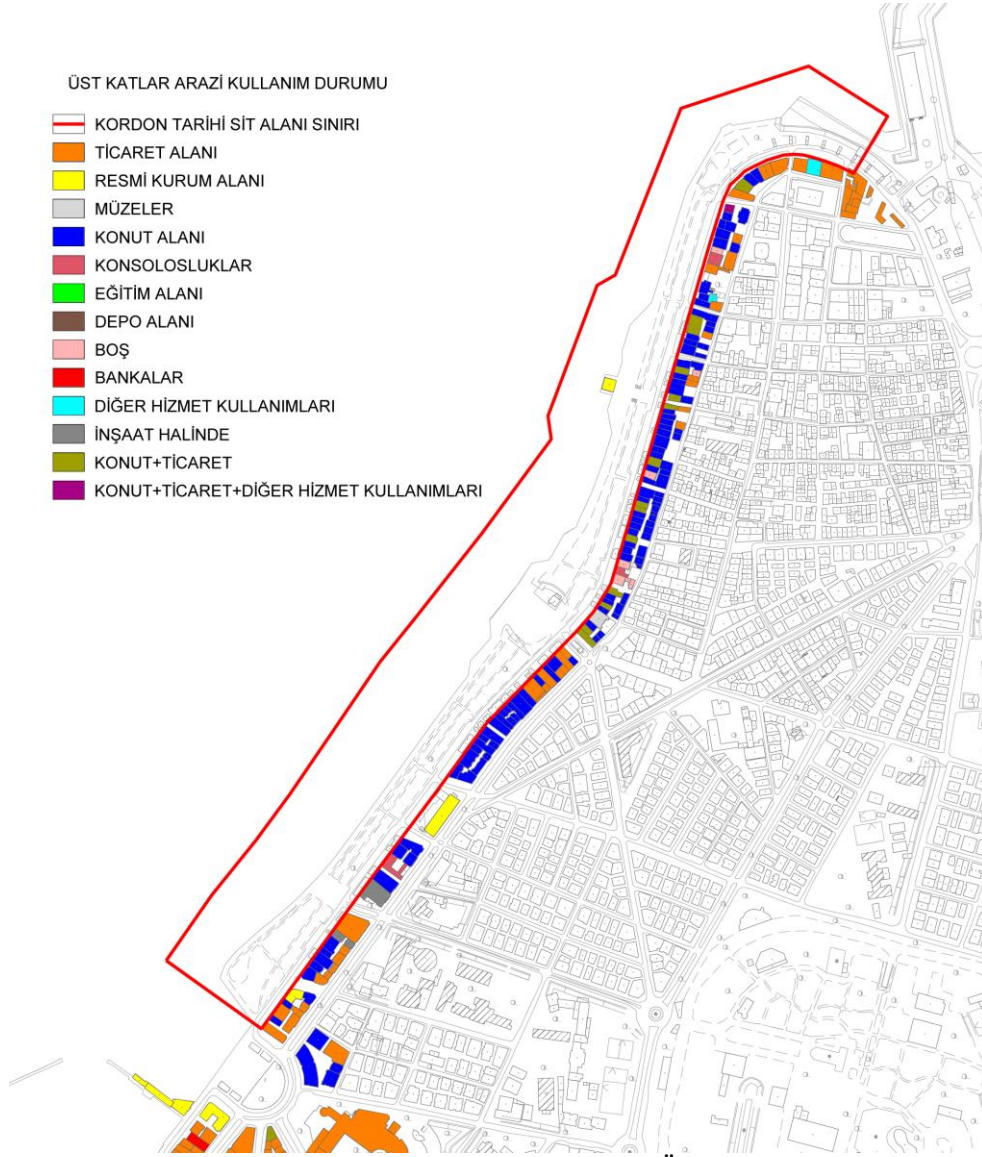 ÜST KATLAR ARAZİ KULLANIM DURUMU
KORDON TARİHİ SİT ALANI SINIRI
TİCARET ALANI
RESMİ KURUM ALANI
MÜZELER
KONUT ALANI
KONSOLOSLUKLAR
EĞİTİM ALANI
DEPO ALANI
BOŞ
BANKALAR
DİĞER HİZMET KULLANIMLARI
İNŞAAT HALİNDE
KONUT+TİCARET
KONUT+TİCARET+DİĞER HİZMET KULLANIMLARI